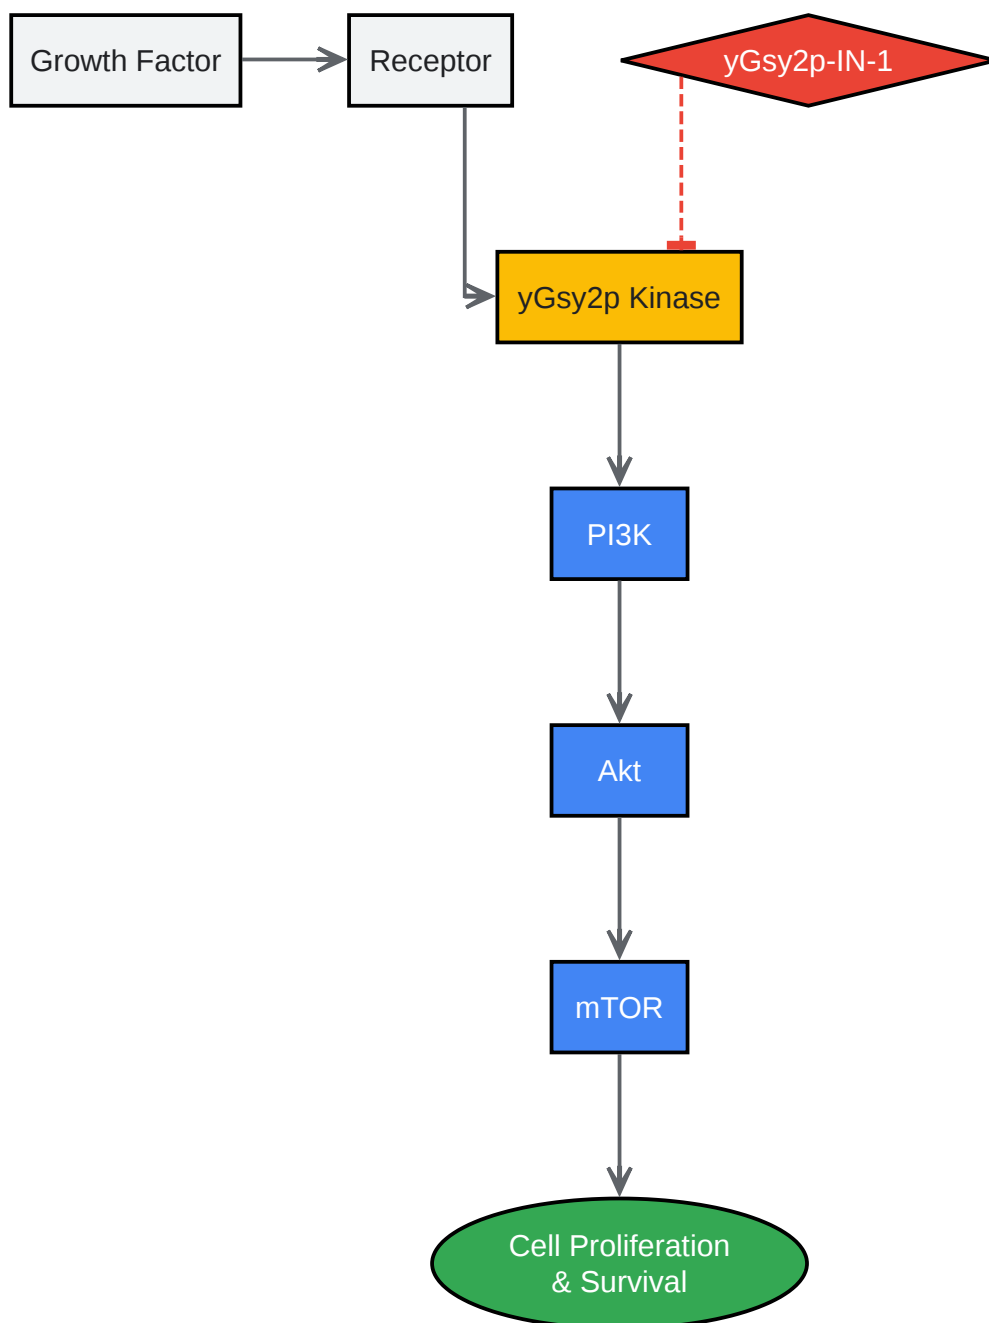 Growth Factor
Receptor
yGsy2p-IN-1
yGsy2p Kinase
PI3K
Akt
mTOR
Cell Proliferation
& Survival